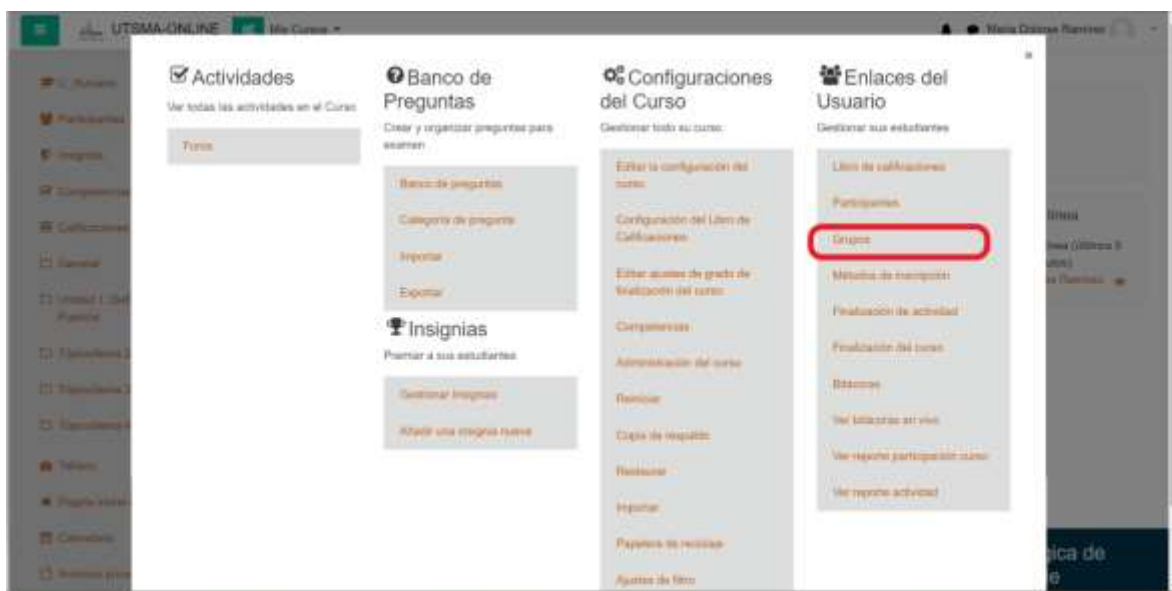 UTSMA-ONLINE
Mis Cursos
María Dolores Ramírez
Participantes
Insignias
Competencias
Calificaciones
General
Calendario
Actividades
Ver todas las actividades en el Curso
Foros
Banco de
Preguntas
Crear y organizar preguntas para
examen
Banco de preguntas
Categoría de pregunta
Importar
Exportar
Insignias
Premiar a sus estudiantes
Gestionar insignias
Añadir una insignia nueva
Configuraciones
del Curso
Gestionar todo su curso
Editar la configuración del
curso
Configuración del Libro de
Calificaciones
Editar ajustes de grado de
finalización del curso
Competencias
Administración del curso
Reiniciar
Copia de respaldo
Restaurar
Importar
Papelera de reciclaje
Ajustes de filtro
Enlaces del
Usuario
Gestionar sus estudiantes
Libro de calificaciones
Participantes
Grupos
Métodos de inscripción
Finalización de actividad
Finalización del curso
Bitácoras
Ver bitácoras en vivo
Ver reporte participación curso
Ver reporte actividad
línea
gica de
e